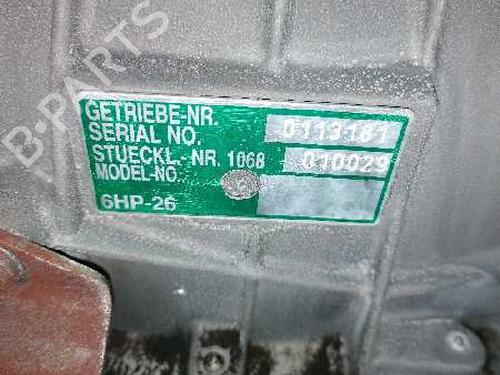 GETRIEBE-NR.
SERIAL NO. 0113181
STUECKL.- NR. 1068 010029
MODEL-NO.
6HP-26
B-PARTS